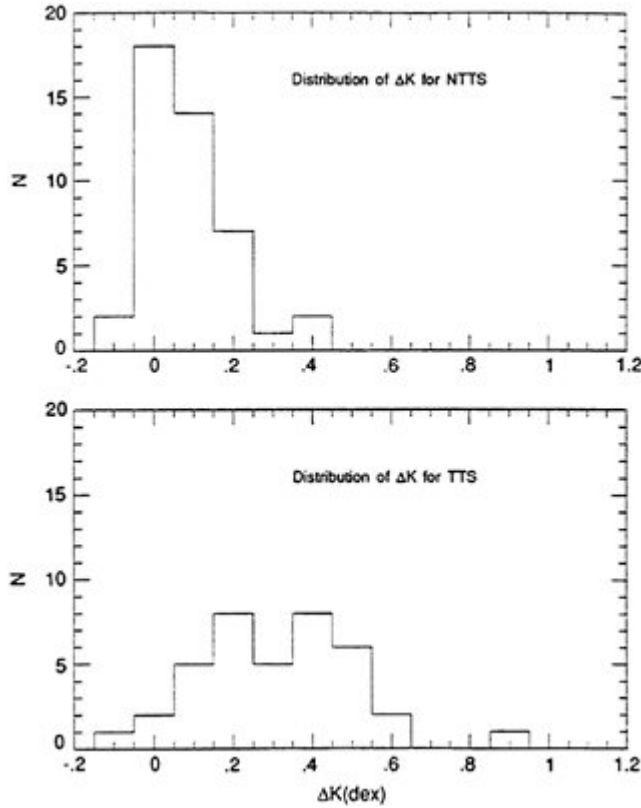 20
Distribution of ΔK for NTTS
15
N
10
5
0
-.2 0 .2 .4 .6 .8 1 1.2
20
Distribution of ΔK for TTS
15
N
10
5
0
-.2 0 .2 .4 .6 .8 1 1.2
ΔK(dex)